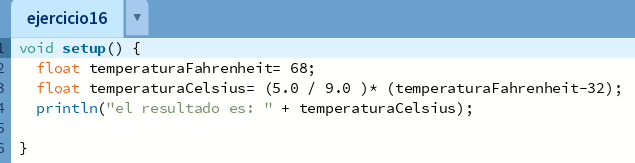 ejercicio16
1 void setup() {
2 float temperaturaFahrenheit= 68;
3 float temperaturaCelsius= (5.0 / 9.0 )* (temperaturaFahrenheit-32);
4 println("el resultado es: " + temperaturaCelsius);
5
6 }